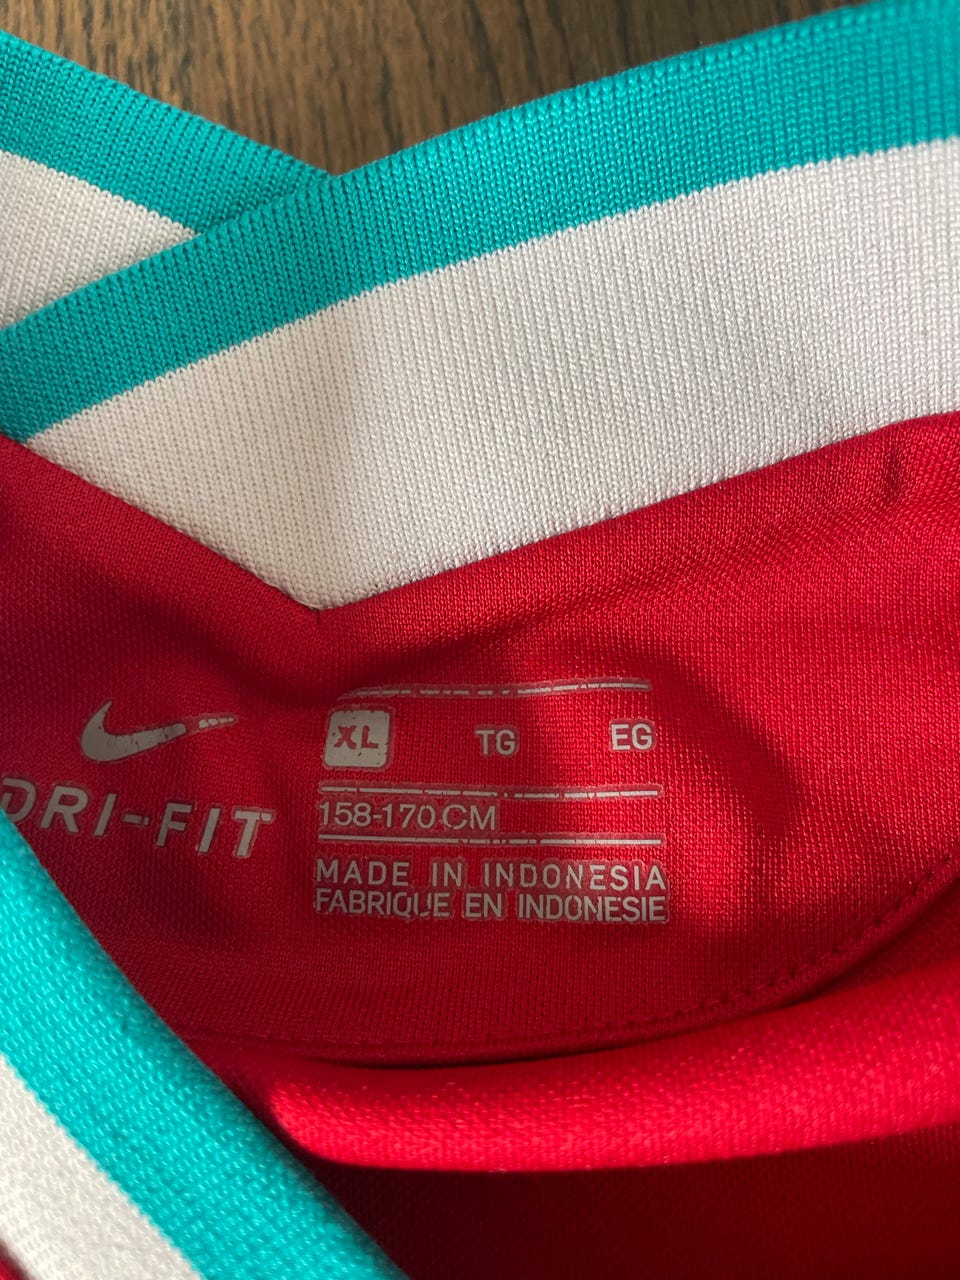 DRI-FIT
XL TG EG
158-170 CM
MADE IN INDONESIA
FABRIQUE EN INDONESIE